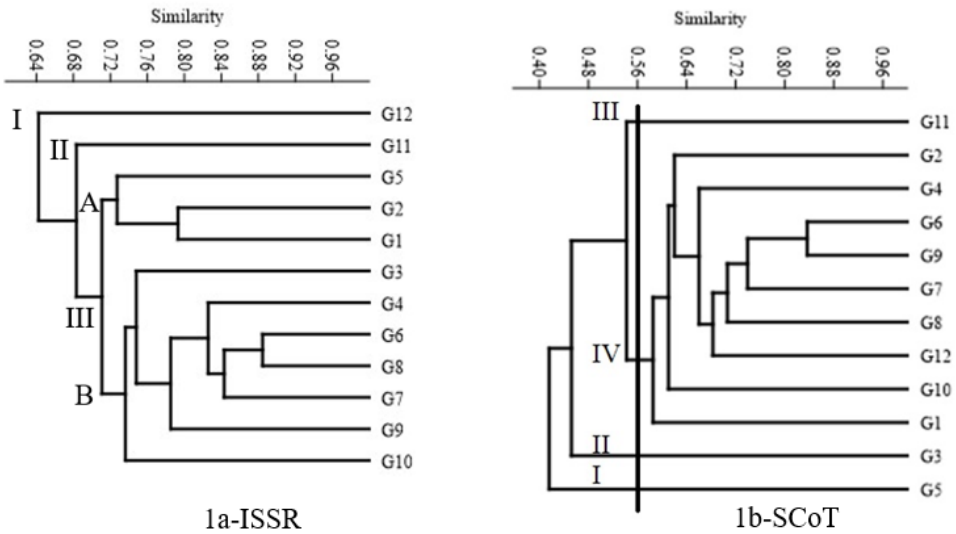 Similarity
0.64 0.68 0.72 0.76 0.80 0.84 0.88 0.92 0.96
I
G12
II
G11
G5
A
G2
G1
G3
III
G4
G6
G8
B
G7
G9
G10
1a-ISSR
Similarity
0.40 0.48 0.56 0.64 0.72 0.80 0.88 0.96
III
G11
G2
G4
G6
G9
G7
G8
IV
G12
G10
G1
II
G3
I
G5
1b-SCoT